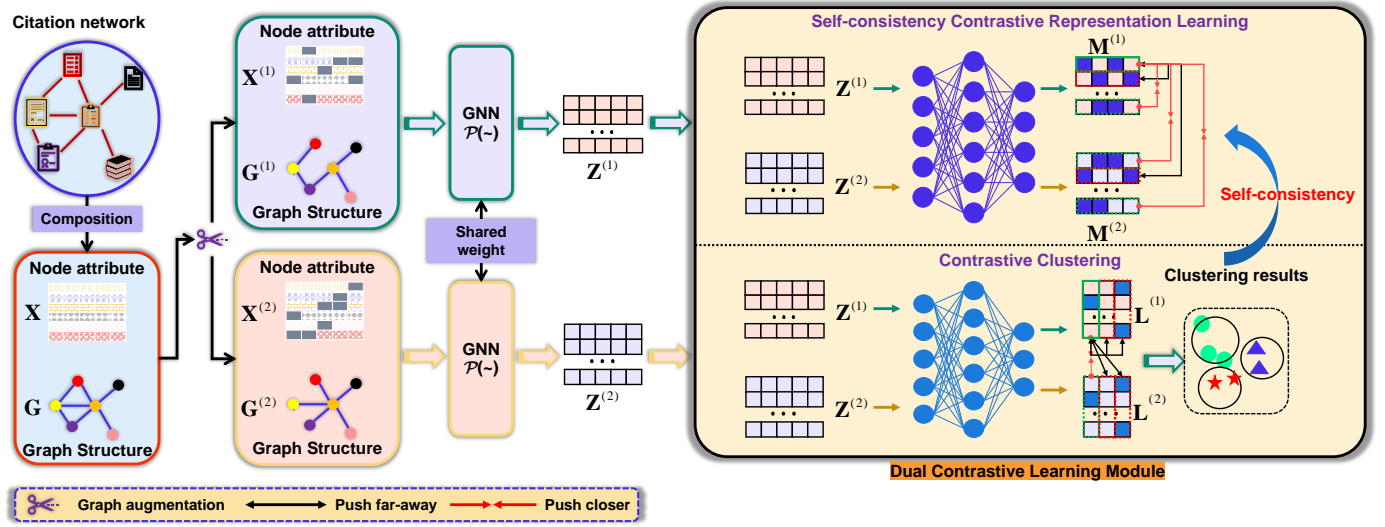 Citation network
Composition
Node attribute
X
G
Graph Structure
Node attribute
X^(1)
G^(1)
Graph Structure
Node attribute
X^(2)
G^(2)
Graph Structure
GNN
P(~)
Shared
weight
GNN
P(~)
Z^(1)
Z^(2)
Self-consistency Contrastive Representation Learning
Z^(1)
M^(1)
Z^(2)
M^(2)
Self-consistency
Contrastive Clustering
Clustering results
Z^(1)
L^(1)
Z^(2)
L^(2)
Dual Contrastive Learning Module
Graph augmentation
Push far-away
Push closer